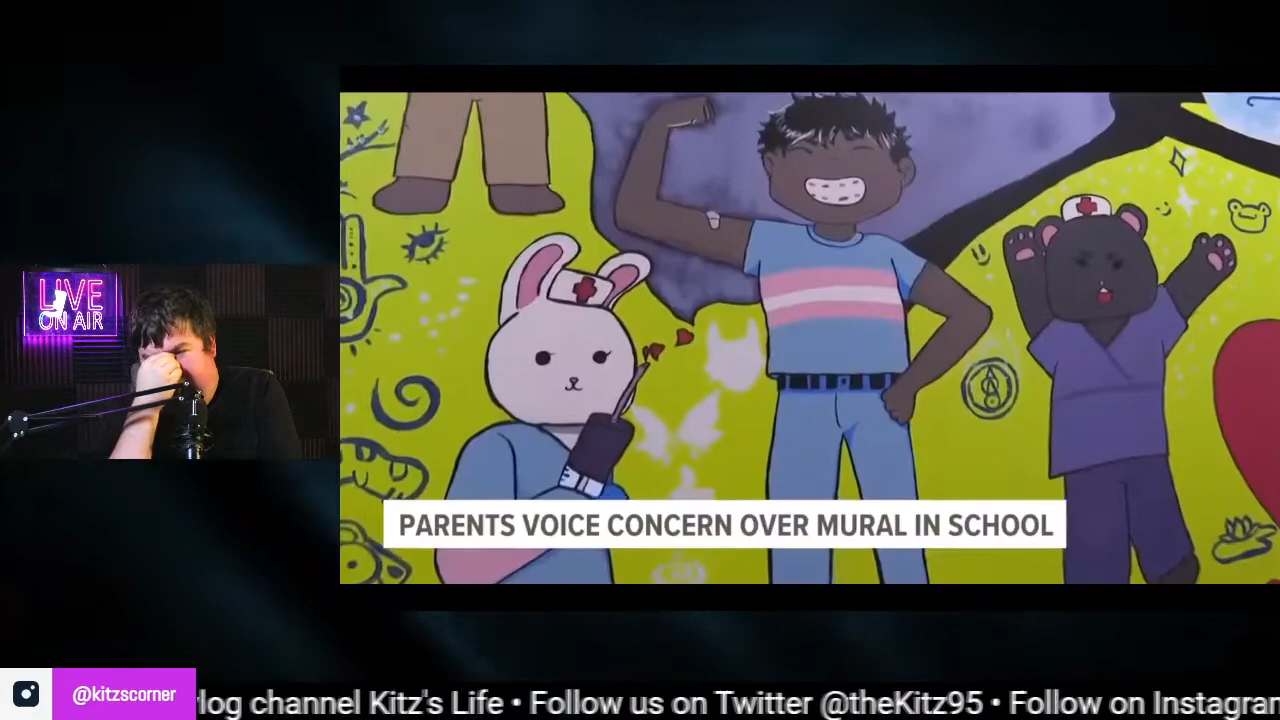 LIVE
ON AIR
PARENTS VOICE CONCERN OVER MURAL IN SCHOOL
@kitzscorner
vlog channel Kitz's Life • Follow us on Twitter @theKitz95 • Follow on Instagram